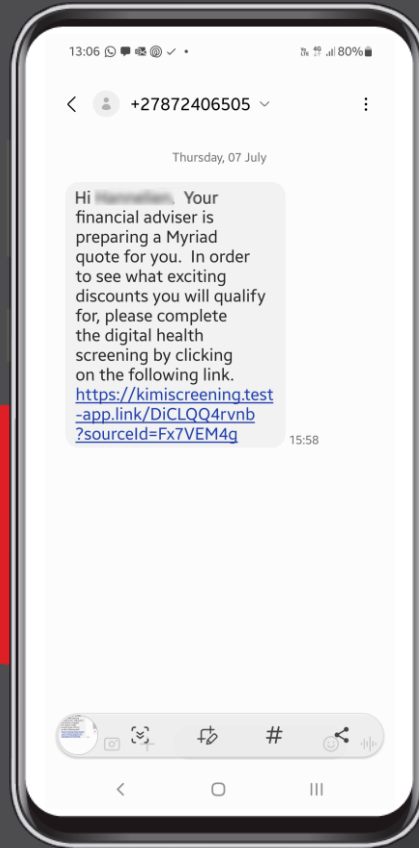 13:06
80%
+27872406505
Thursday, 07 July
Hi Your
financial adviser is
preparing a Myriad
quote for you. In order
to see what exciting
discounts you will qualify
for, please complete
the digital health
screening by clicking
on the following link.
https://kimiscreening.test
-app.link/DiCLQQ4rvnb
?sourceId=Fx7VEM4g
15:58
#